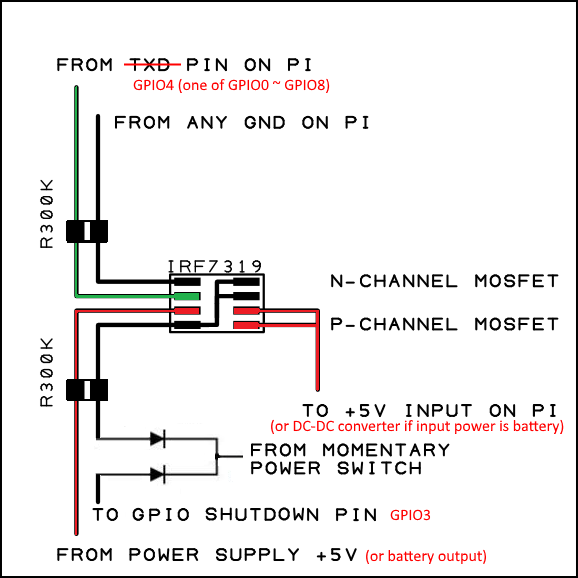 FROM TXD PIN ON PI
GPIO4 (one of GPIO0 ~ GPIO8)
FROM ANY GND ON PI
R300K
IRF7319
N-CHANNEL MOSFET
P-CHANNEL MOSFET
R300K
TO +5V INPUT ON PI
(or DC-DC converter if input power is battery)
FROM MOMENTARY
POWER SWITCH
TO GPIO SHUTDOWN PIN GPIO3
FROM POWER SUPPLY +5V (or battery output)